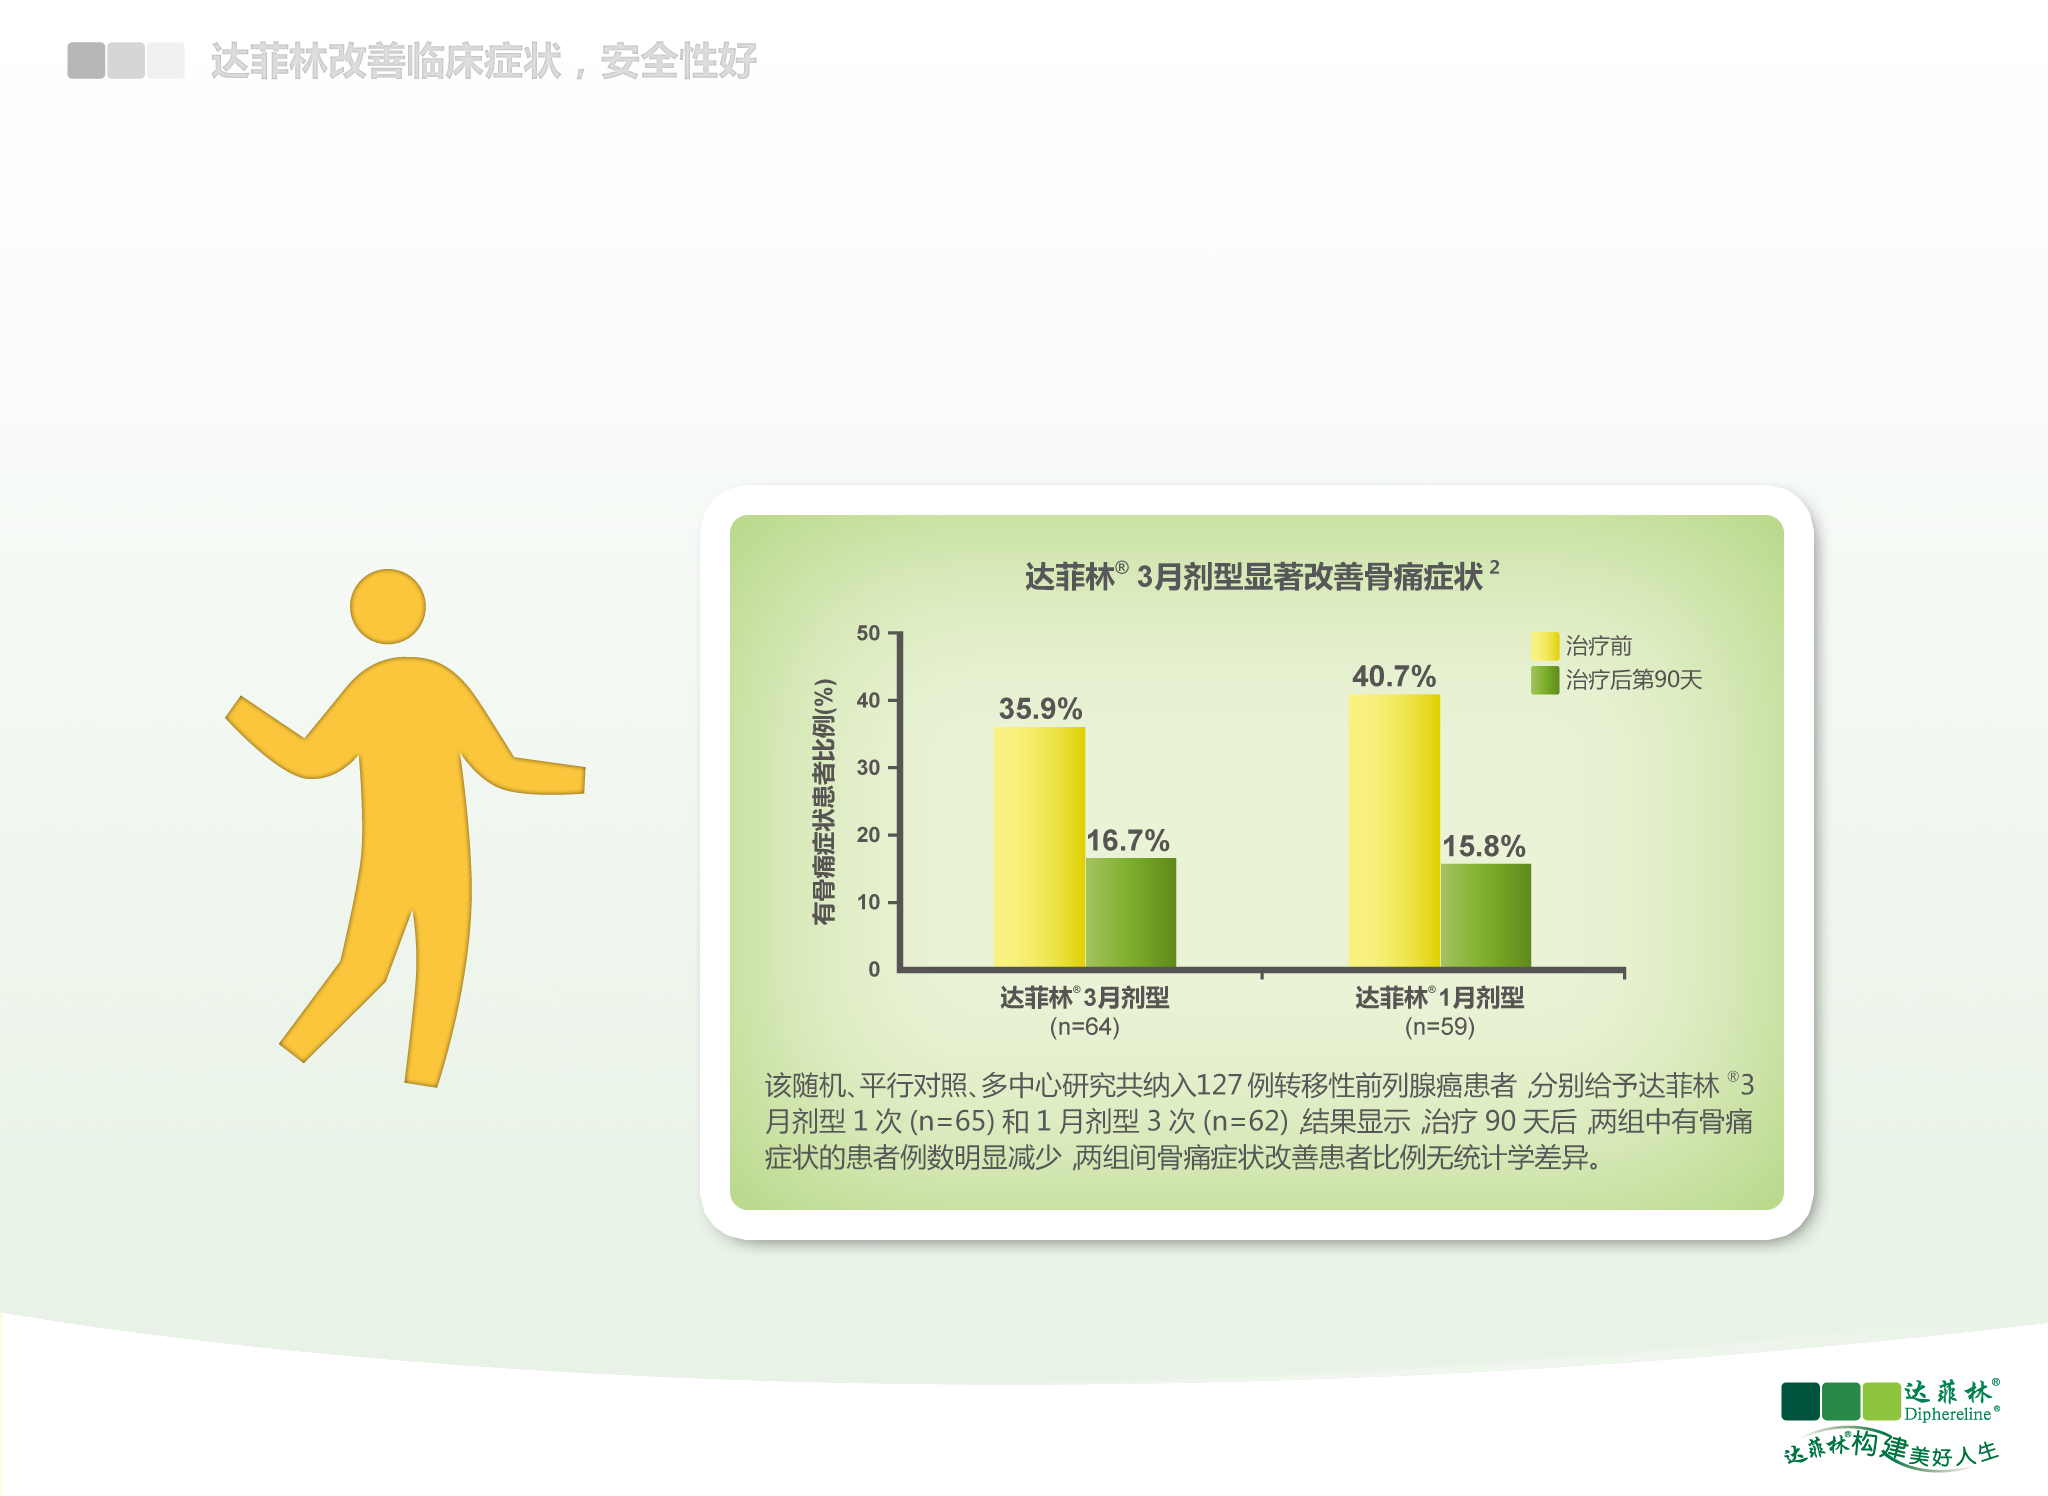 达菲林改善临床症状，安全性好
达菲林® 3月剂型显著改善骨痛症状 2
有骨痛症状患者比例(%)
50
40
30
20
10
0
治疗前
治疗后第90天
35.9%
16.7%
40.7%
15.8%
达菲林® 3月剂型
(n=64)
达菲林® 1月剂型
(n=59)
该随机、平行对照、多中心研究共纳入127 例转移性前列腺癌患者 ,分别给予达菲林 ®3
月剂型 1 次 (n=65) 和 1 月剂型 3 次 (n=62) ,结果显示 ,治疗 90 天后 ,两组中有骨痛
症状的患者例数明显减少 ,两组间骨痛症状改善患者比例无统计学差异。
达菲林®
Diphereline®
达菲林®构建美好人生